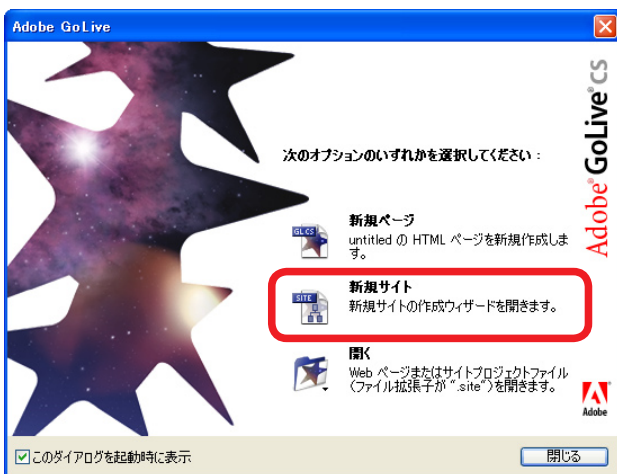 Adobe GoLive
Adobe® GoLive® CS
次のオプションのいずれかを選択してください：
GL CS
新規ページ
untitled の HTML ページを新規作成しま
す。
SITE
新規サイト
新規サイトの作成ウィザードを開きます。
開く
Web ページまたはサイトプロジェクトファイル
（ファイル拡張子が ".site"）を開きます。
Adobe
このダイアログを起動時に表示
閉じる